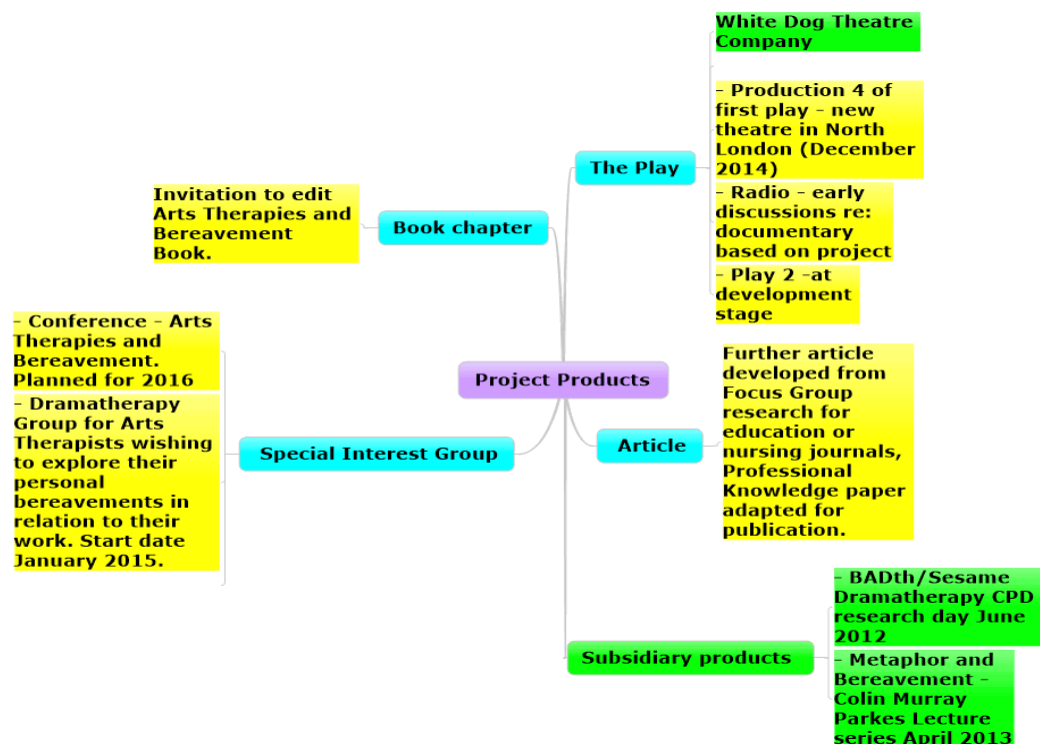 White Dog Theatre
Company
- Production 4 of
first play - new
theatre in North
London (December
2014)
- Radio - early
discussions re:
documentary
based on project
- Play 2 -at
development
stage
The Play
Invitation to edit
Arts Therapies and
Bereavement
Book.
Book chapter
- Conference - Arts
Therapies and
Bereavement.
Planned for 2016
- Dramatherapy
Group for Arts
Therapists wishing
to explore their
personal
bereavements in
relation to their
work. Start date
January 2015.
Special Interest Group
Project Products
Article
Further article
developed from
Focus Group
research for
education or
nursing journals,
Professional
Knowledge paper
adapted for
publication.
Subsidiary products
- BADth/Sesame
Dramatherapy CPD
research day June
2012
- Metaphor and
Bereavement -
Colin Murray
Parkes Lecture
series April 2013